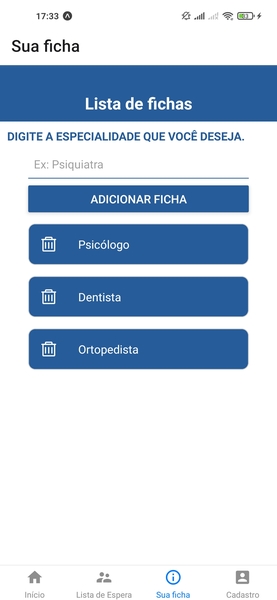 17:33
Sua ficha
Lista de fichas
DIGITE A ESPECIALIDADE QUE VOCÊ DESEJA.
Ex: Psiquiatra
ADICIONAR FICHA
Psicólogo
Dentista
Ortopedista
Início
Lista de Espera
Sua ficha
Cadastro